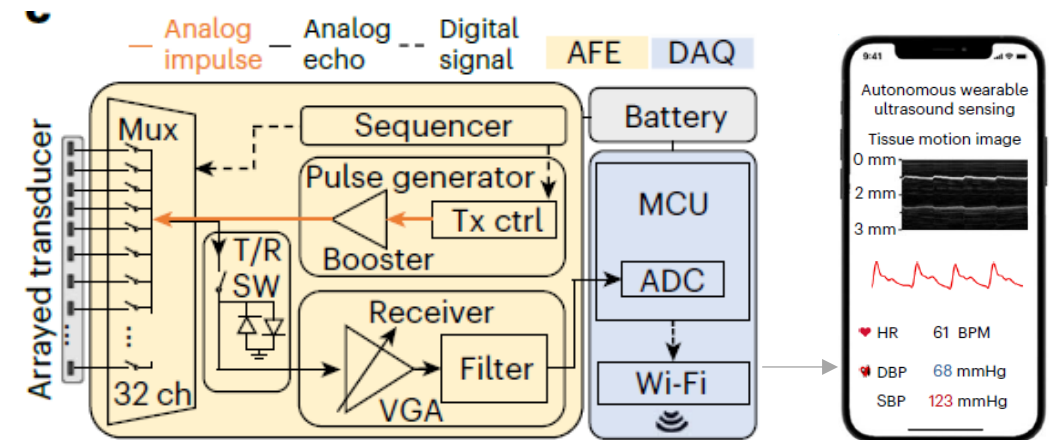 c
Analog
impulse
Analog
echo
Digital
signal
AFE
DAQ
Arrayed transducer
Mux
32 ch
Sequencer
Pulse generator
Tx ctrl
Booster
T/R
SW
Receiver
VGA
Filter
Battery
MCU
ADC
Wi-Fi
9:41
Autonomous wearable
ultrasound sensing
Tissue motion image
0 mm
2 mm
3 mm
HR 61 BPM
DBP 68 mmHg
SBP 123 mmHg